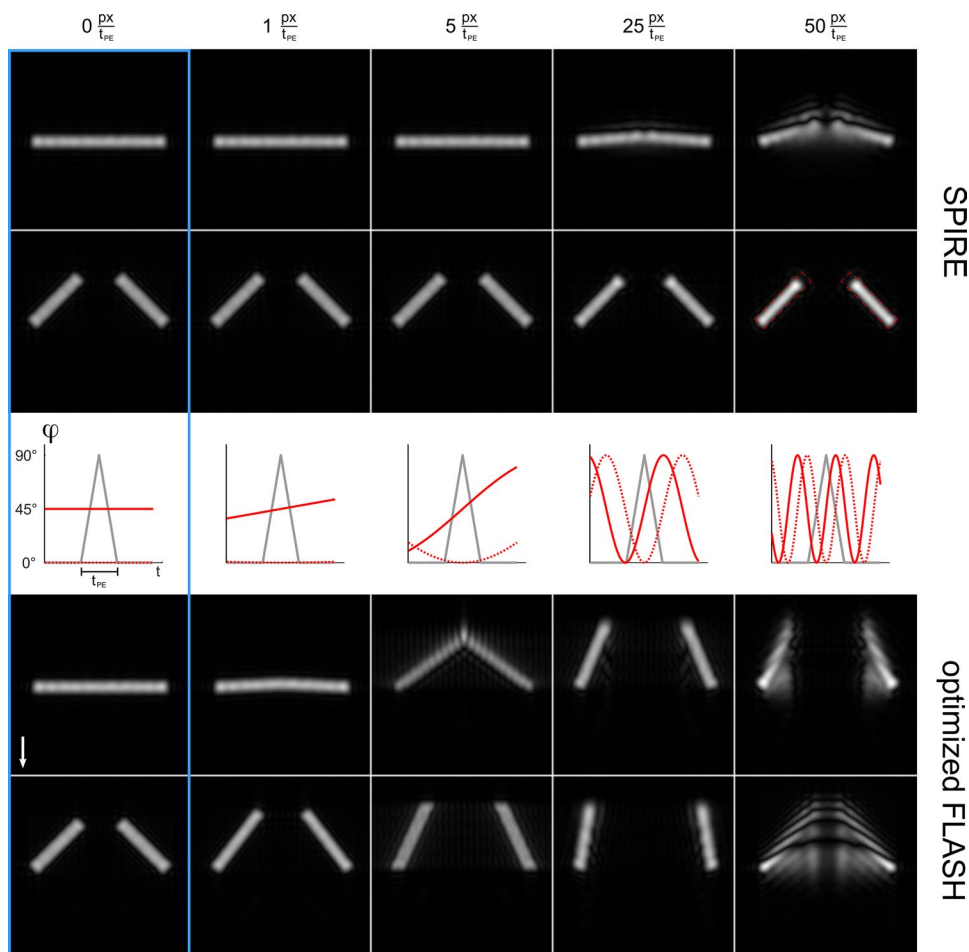 0 px/tPE 1 px/tPE 5 px/tPE 25 px/tPE 50 px/tPE
SPIRE
φ
90°
45°
0°
tPE
t
optimized FLASH